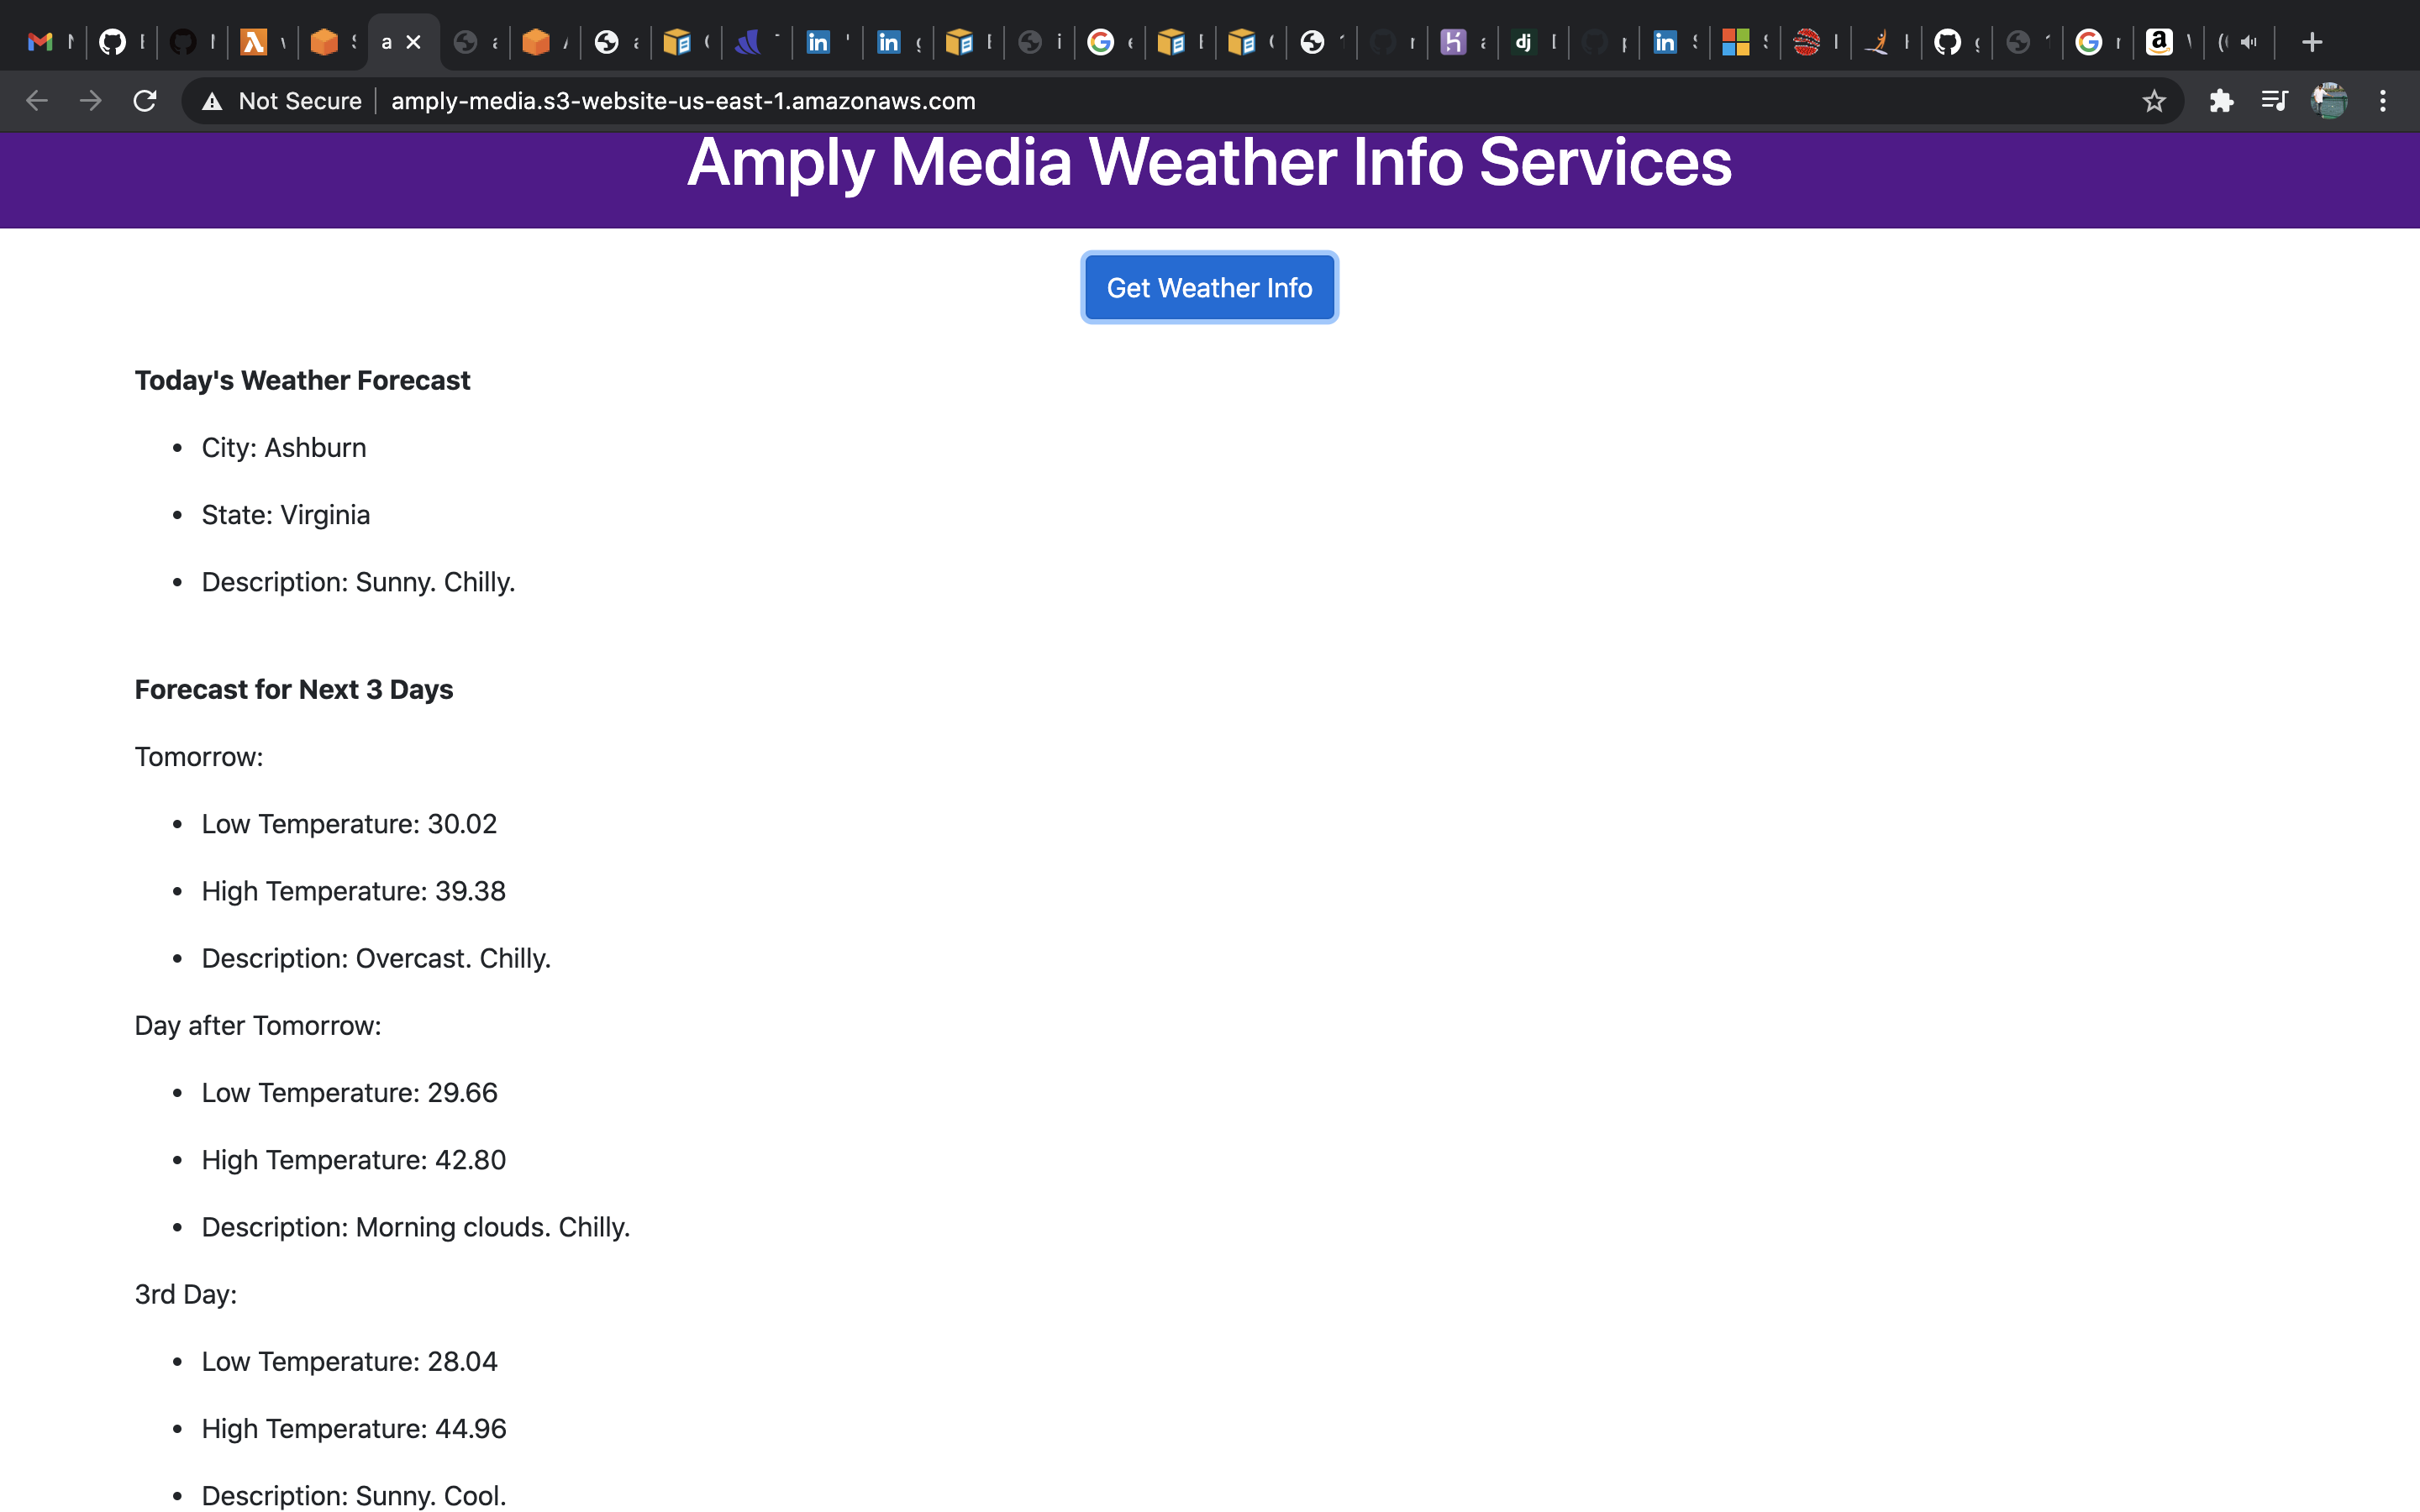 Not Secure | amply-media.s3-website-us-east-1.amazonaws.com
Amply Media Weather Info Services
Get Weather Info
Today's Weather Forecast
• City: Ashburn
• State: Virginia
• Description: Sunny. Chilly.
Forecast for Next 3 Days
Tomorrow:
• Low Temperature: 30.02
• High Temperature: 39.38
• Description: Overcast. Chilly.
Day after Tomorrow:
• Low Temperature: 29.66
• High Temperature: 42.80
• Description: Morning clouds. Chilly.
3rd Day:
• Low Temperature: 28.04
• High Temperature: 44.96
• Description: Sunny. Cool.